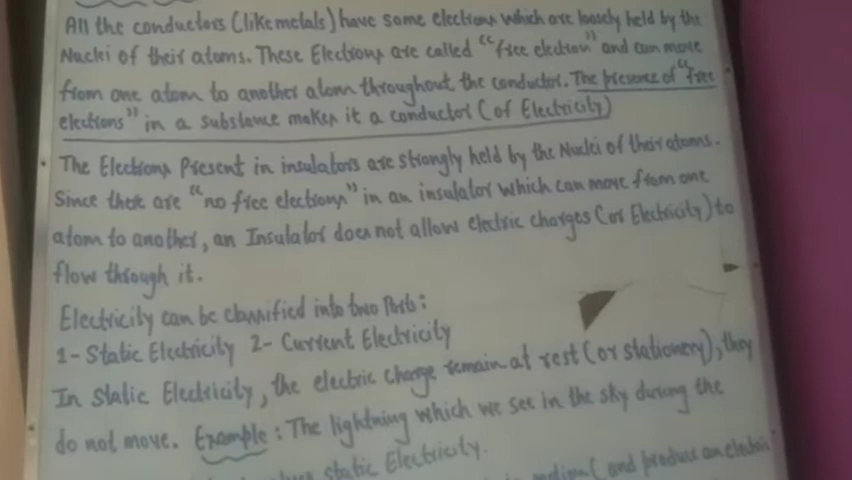 All the conductors (like metals) have some electrons which are loosely held by the
Nuclei of their atoms. These Electrons are called "free electron" and can move
from one atom to another atom throughout the conductor. The presence of "free
electrons" in a substance makes it a conductor (of Electricity)
The Electrons Present in insulators are strongly held by the Nuclei of their atoms.
Since there are "no free electrons" in an insulator which can move from one
atom to another, an Insulator does not allow electric charges (or Electricity) to
flow through it.
Electricity can be classified into two Parts:
1- Static Electricity 2- Current Electricity
In Static Electricity, the electric charge remain at rest (or stationery), they
do not move. Example: The lightning which we see in the sky during the
static Electricity.
motion (and produce an electric